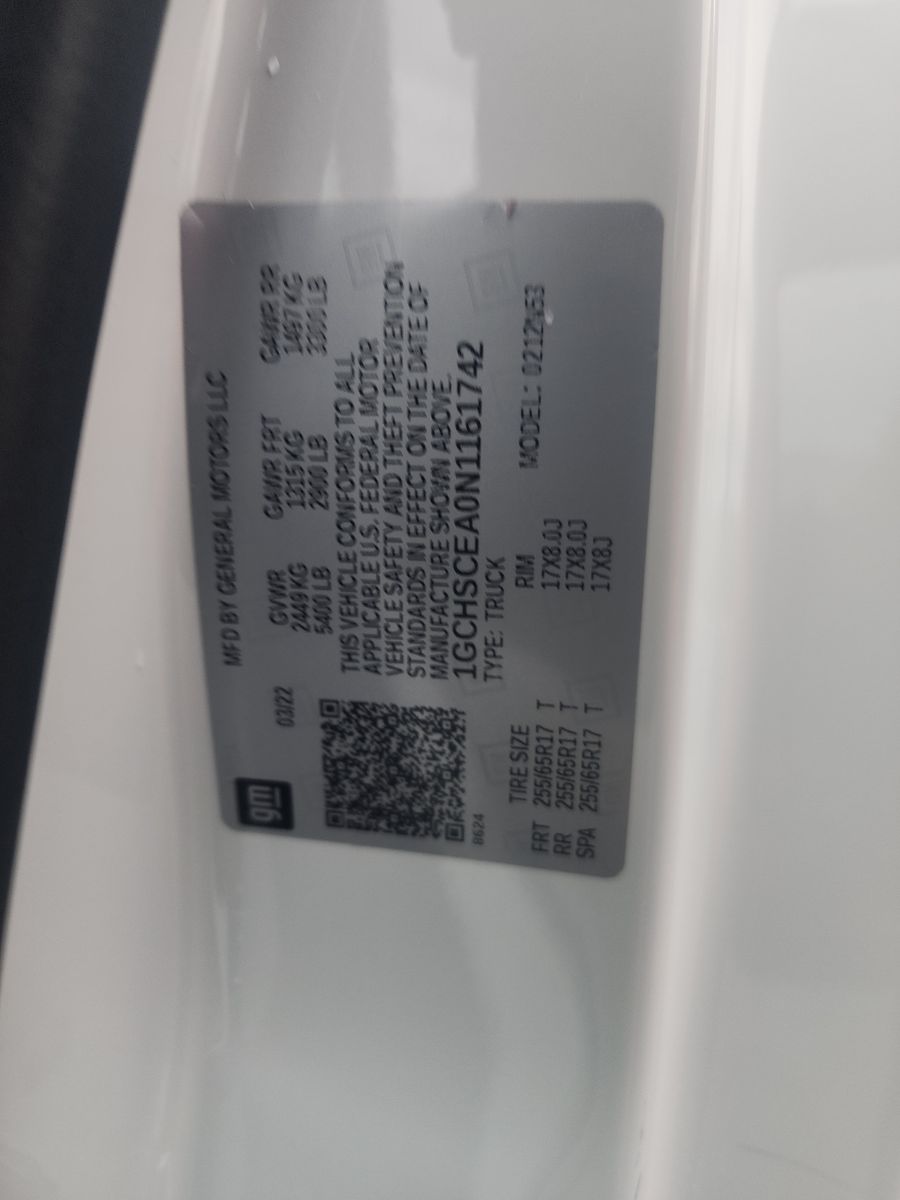 gm
MFD BY GENERAL MOTORS LLC
03/22
GVWR GAWR FRT GAWR RR
2449 KG 1315 KG 1497 KG
5400 LB 2900 LB 3300 LB
THIS VEHICLE CONFORMS TO ALL
APPLICABLE U.S. FEDERAL MOTOR
VEHICLE SAFETY AND THEFT PREVENTION
STANDARDS IN EFFECT ON THE DATE OF
MANUFACTURE SHOWN ABOVE.
1GCHSCEA0N1161742
8624
TYPE: TRUCK
MODEL:
TIRE SIZE RIM
FRT 255/65R17 T 17X8.0J
RR 255/65R17 T 17X8.0J
SPA 255/65R17 T 17X8J